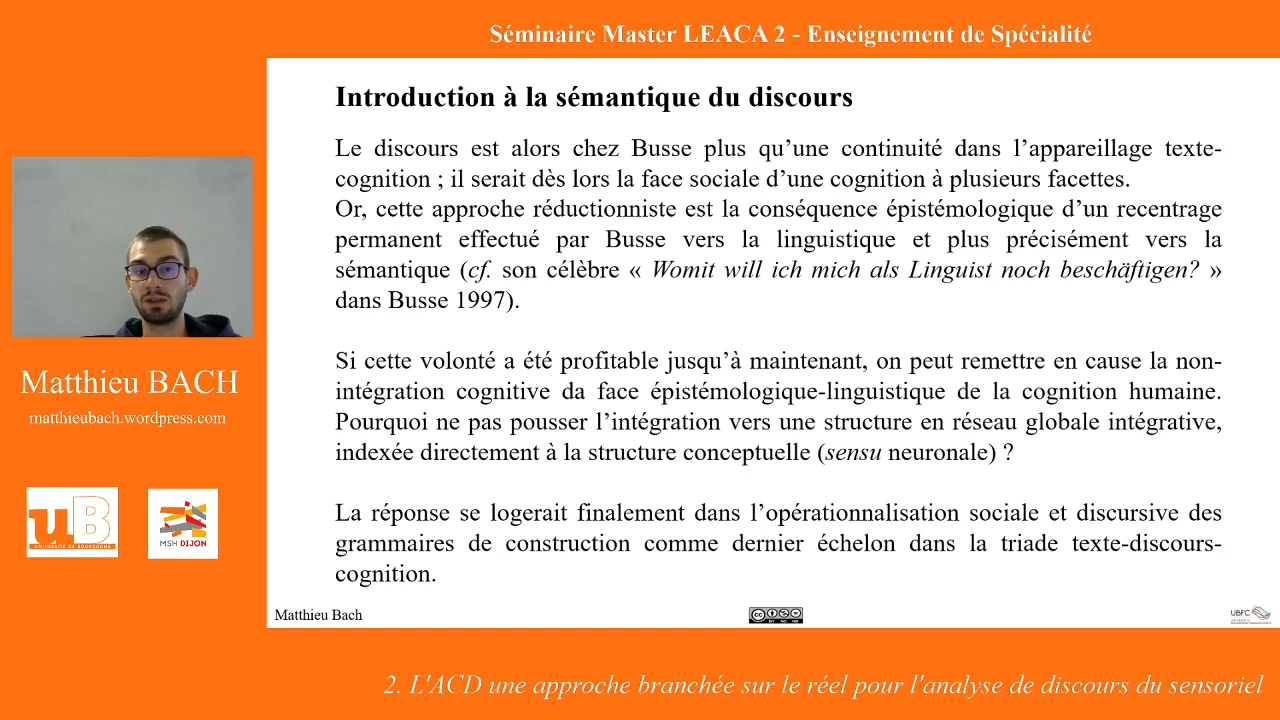 Séminaire Master LEACA 2 - Enseignement de Spécialité
Introduction à la sémantique du discours
Le discours est alors chez Busse plus qu’une continuité dans l’appareillage texte-
cognition ; il serait dès lors la face sociale d’une cognition à plusieurs facettes.
Or, cette approche réductionniste est la conséquence épistémologique d’un recentrage
permanent effectué par Busse vers la linguistique et plus précisément vers la
sémantique (cf. son célèbre « Womit will ich mich als Linguist noch beschäftigen? »
dans Busse 1997).
Si cette volonté a été profitable jusqu’à maintenant, on peut remettre en cause la non-
intégration cognitive da face épistémologique-linguistique de la cognition humaine.
Pourquoi ne pas pousser l’intégration vers une structure en réseau globale intégrative,
indexée directement à la structure conceptuelle (sensu neuronale) ?
La réponse se logerait finalement dans l’opérationnalisation sociale et discursive des
grammaires de construction comme dernier échelon dans la triade texte-discours-
cognition.
Matthieu BACH
matthieubach.wordpress.com
uB
UNIVERSITÉ DE BOURGOGNE
MSH DIJON
Matthieu Bach
cc
BY NC ND
UBFC
2. L'ACD une approche branchée sur le réel pour l'analyse de discours du sensoriel